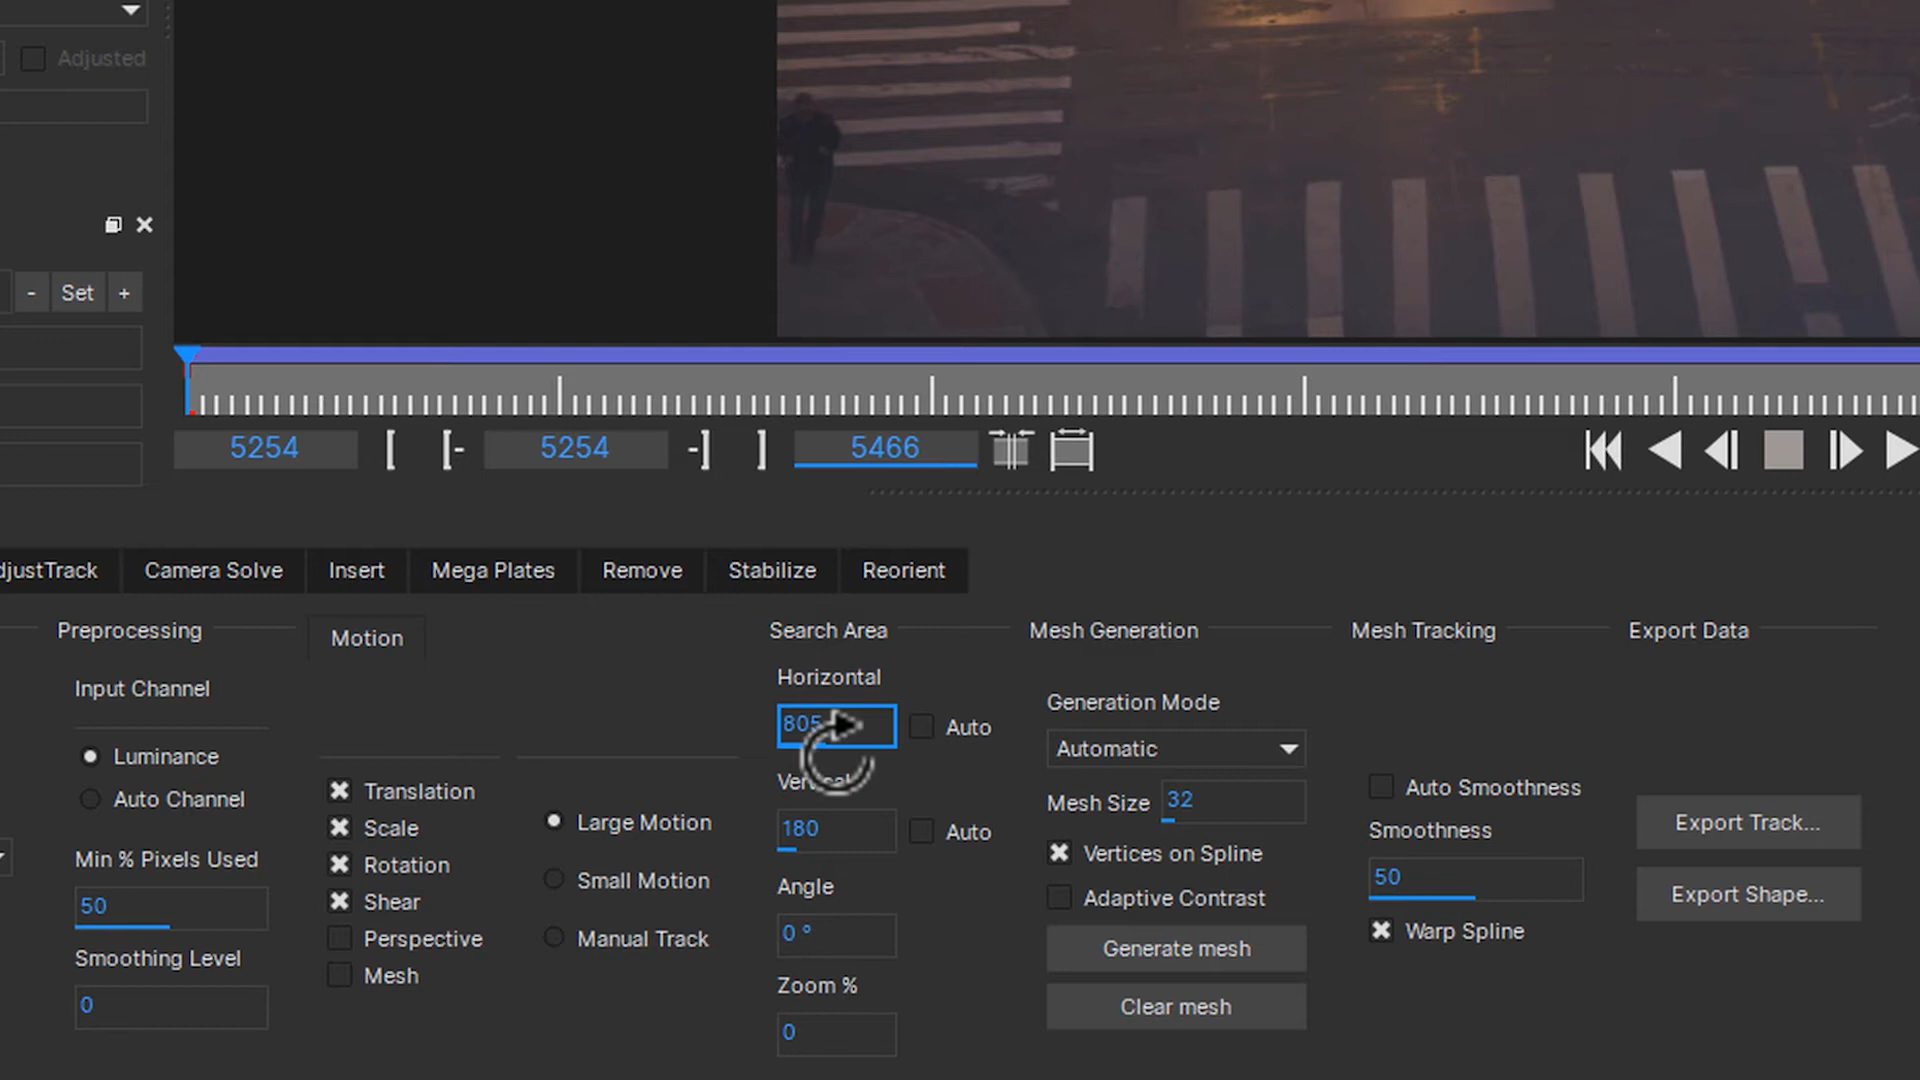 Adjusted
- Set +
5254 [ [- 5254 -] ] 5466
djustTrack Camera Solve Insert Mega Plates Remove Stabilize Reorient
Preprocessing
Motion
Search Area
Mesh Generation
Mesh Tracking
Export Data
Input Channel
Luminance
Auto Channel
Min % Pixels Used
50
Smoothing Level
0
Translation
Scale
Rotation
Shear
Perspective
Mesh
Large Motion
Small Motion
Manual Track
Horizontal
805 Auto
180 Auto
Angle
0 °
Zoom %
0
Generation Mode
Automatic
Mesh Size 32
Vertices on Spline
Adaptive Contrast
Generate mesh
Clear mesh
Auto Smoothness
Smoothness
50
Warp Spline
Export Track...
Export Shape...